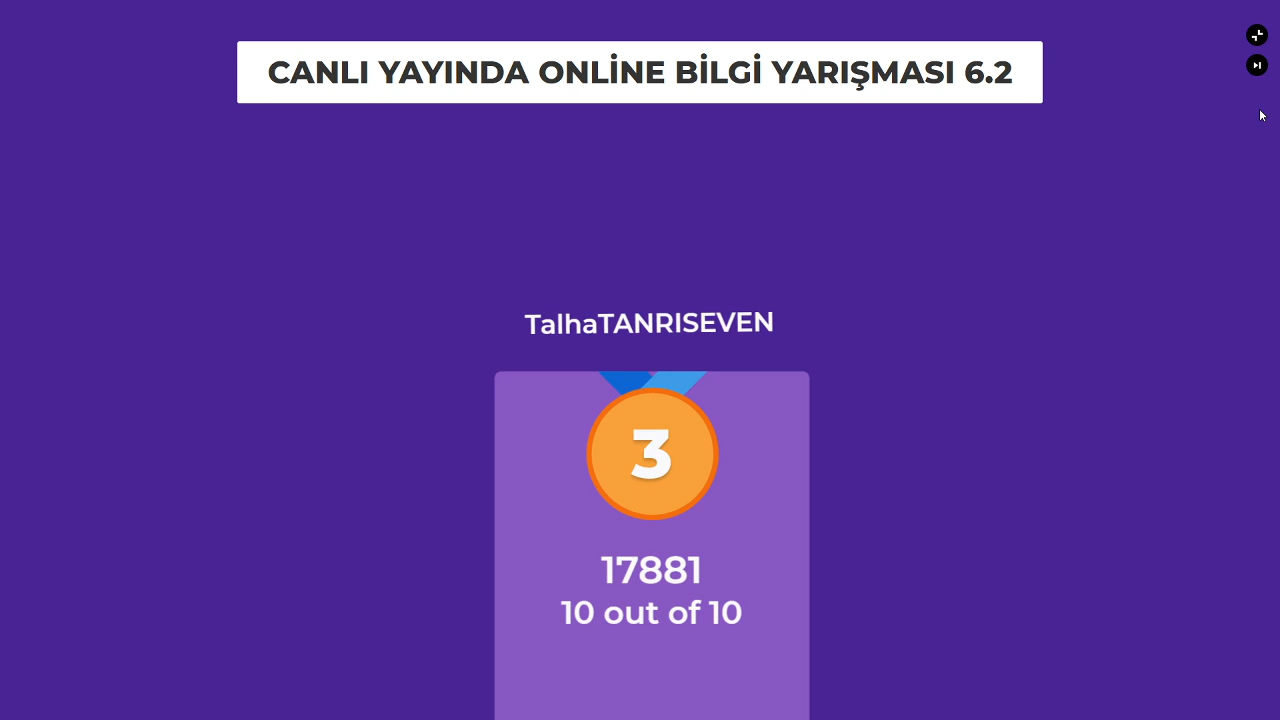 CANLI YAYINDA ONLİNE BİLGİ YARIŞMASI 6.2
TalhaTANRISEVEN
3
17881
10 out of 10